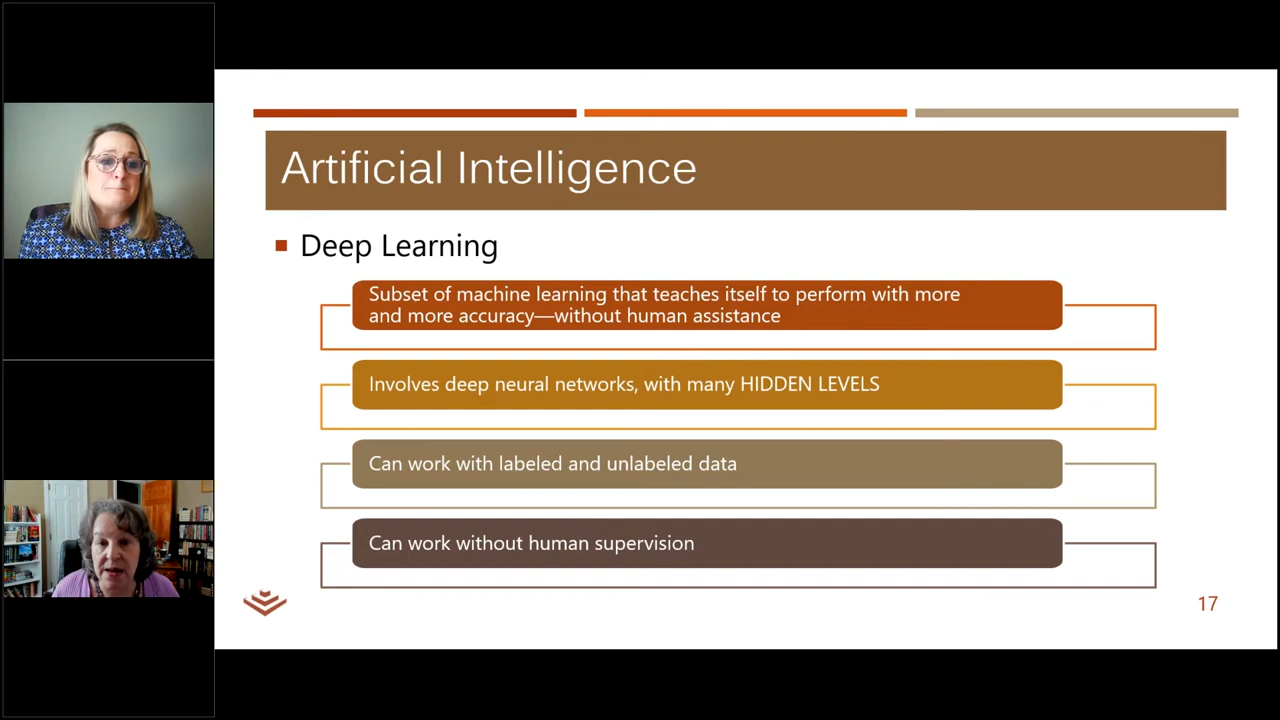 Artificial Intelligence
Deep Learning
Subset of machine learning that teaches itself to perform with more
and more accuracy—without human assistance
Involves deep neural networks, with many HIDDEN LEVELS
Can work with labeled and unlabeled data
Can work without human supervision
17